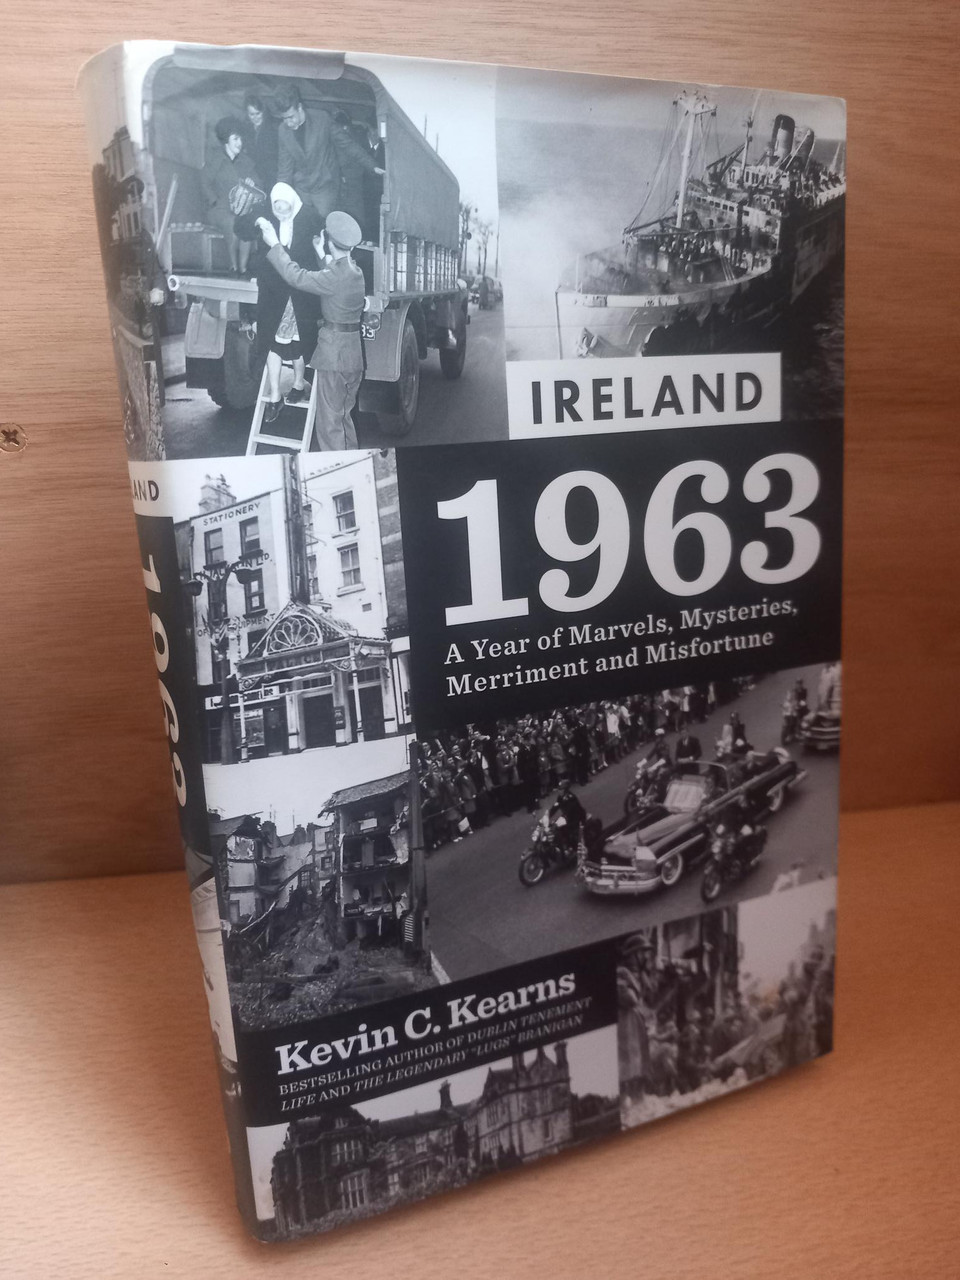 IRELAND
1963
A Year of Marvels, Mysteries,
Merriment and Misfortune
Kevin C. Kearns
BESTSELLING AUTHOR OF DUBLIN TENEMENT
LIFE AND THE LEGENDARY "LUGS" BRANIGAN
STATIONERY
LAND
1963